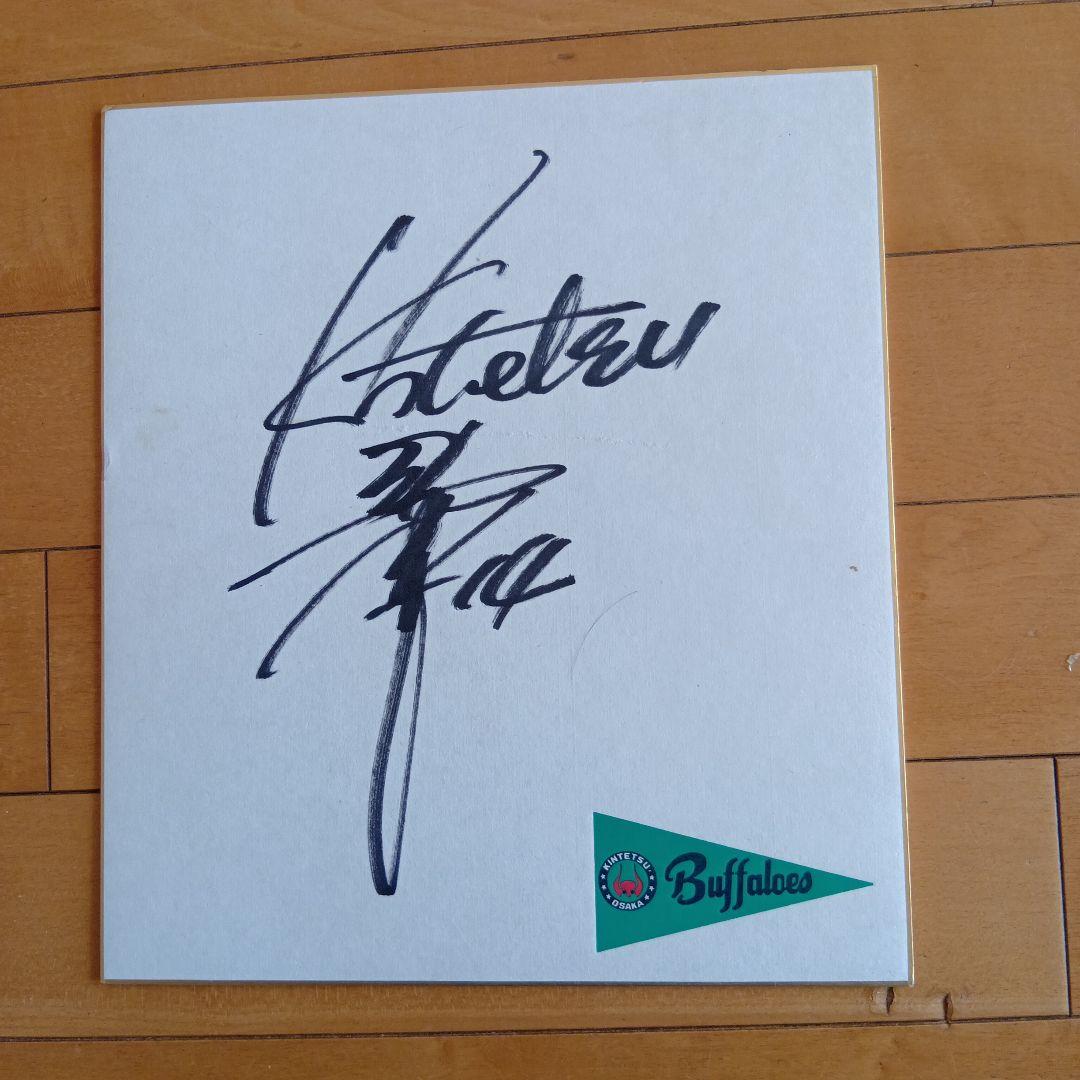 Kintetsu
14
KINTETSU
OSAKA
Buffaloes